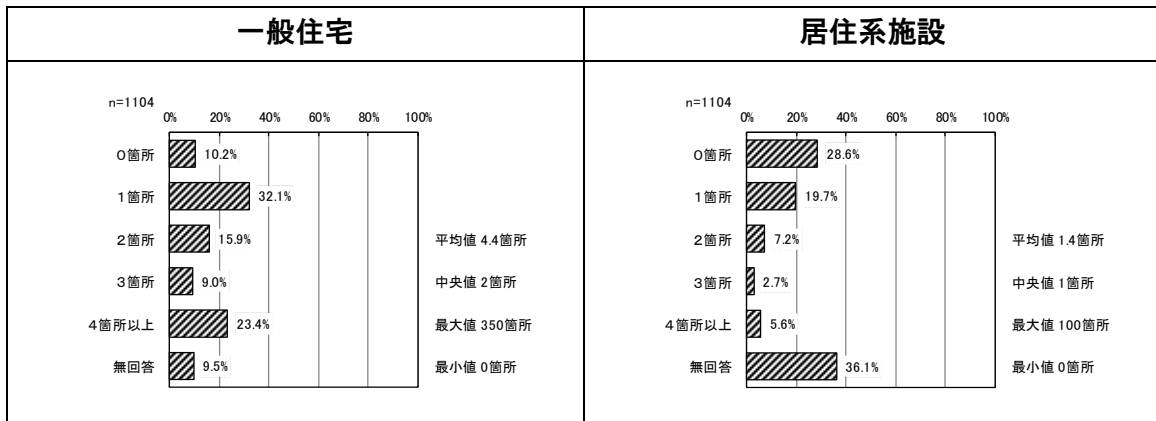 一般住宅
n=1104
0% 20% 40% 60% 80% 100%
0箇所 10.2%
1箇所 32.1%
2箇所 15.9% 平均値 4.4箇所
3箇所 9.0% 中央値 2箇所
4箇所以上 23.4% 最大値 350箇所
無回答 9.5% 最小値 0箇所
居住系施設
n=1104
0% 20% 40% 60% 80% 100%
0箇所 28.6%
1箇所 19.7%
2箇所 7.2% 平均値 1.4箇所
3箇所 2.7% 中央値 1箇所
4箇所以上 5.6% 最大値 100箇所
無回答 36.1% 最小値 0箇所